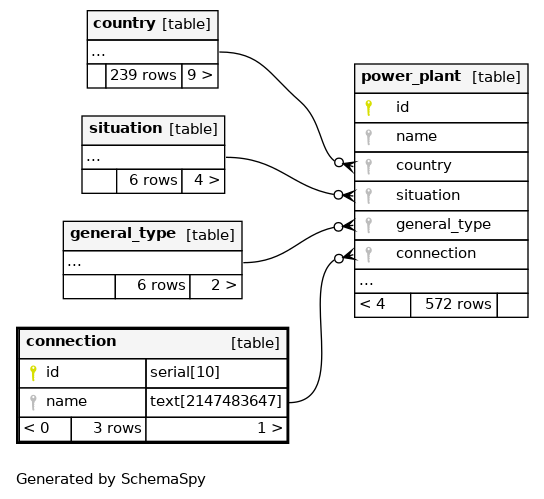 country [table]
...
239 rows 9 >
situation [table]
...
6 rows 4 >
general_type [table]
...
6 rows 2 >
connection [table]
id serial[10]
name text[2147483647]
< 0 3 rows 1 >
power_plant [table]
id
name
country
situation
general_type
connection
...
< 4 572 rows
Generated by SchemaSpy